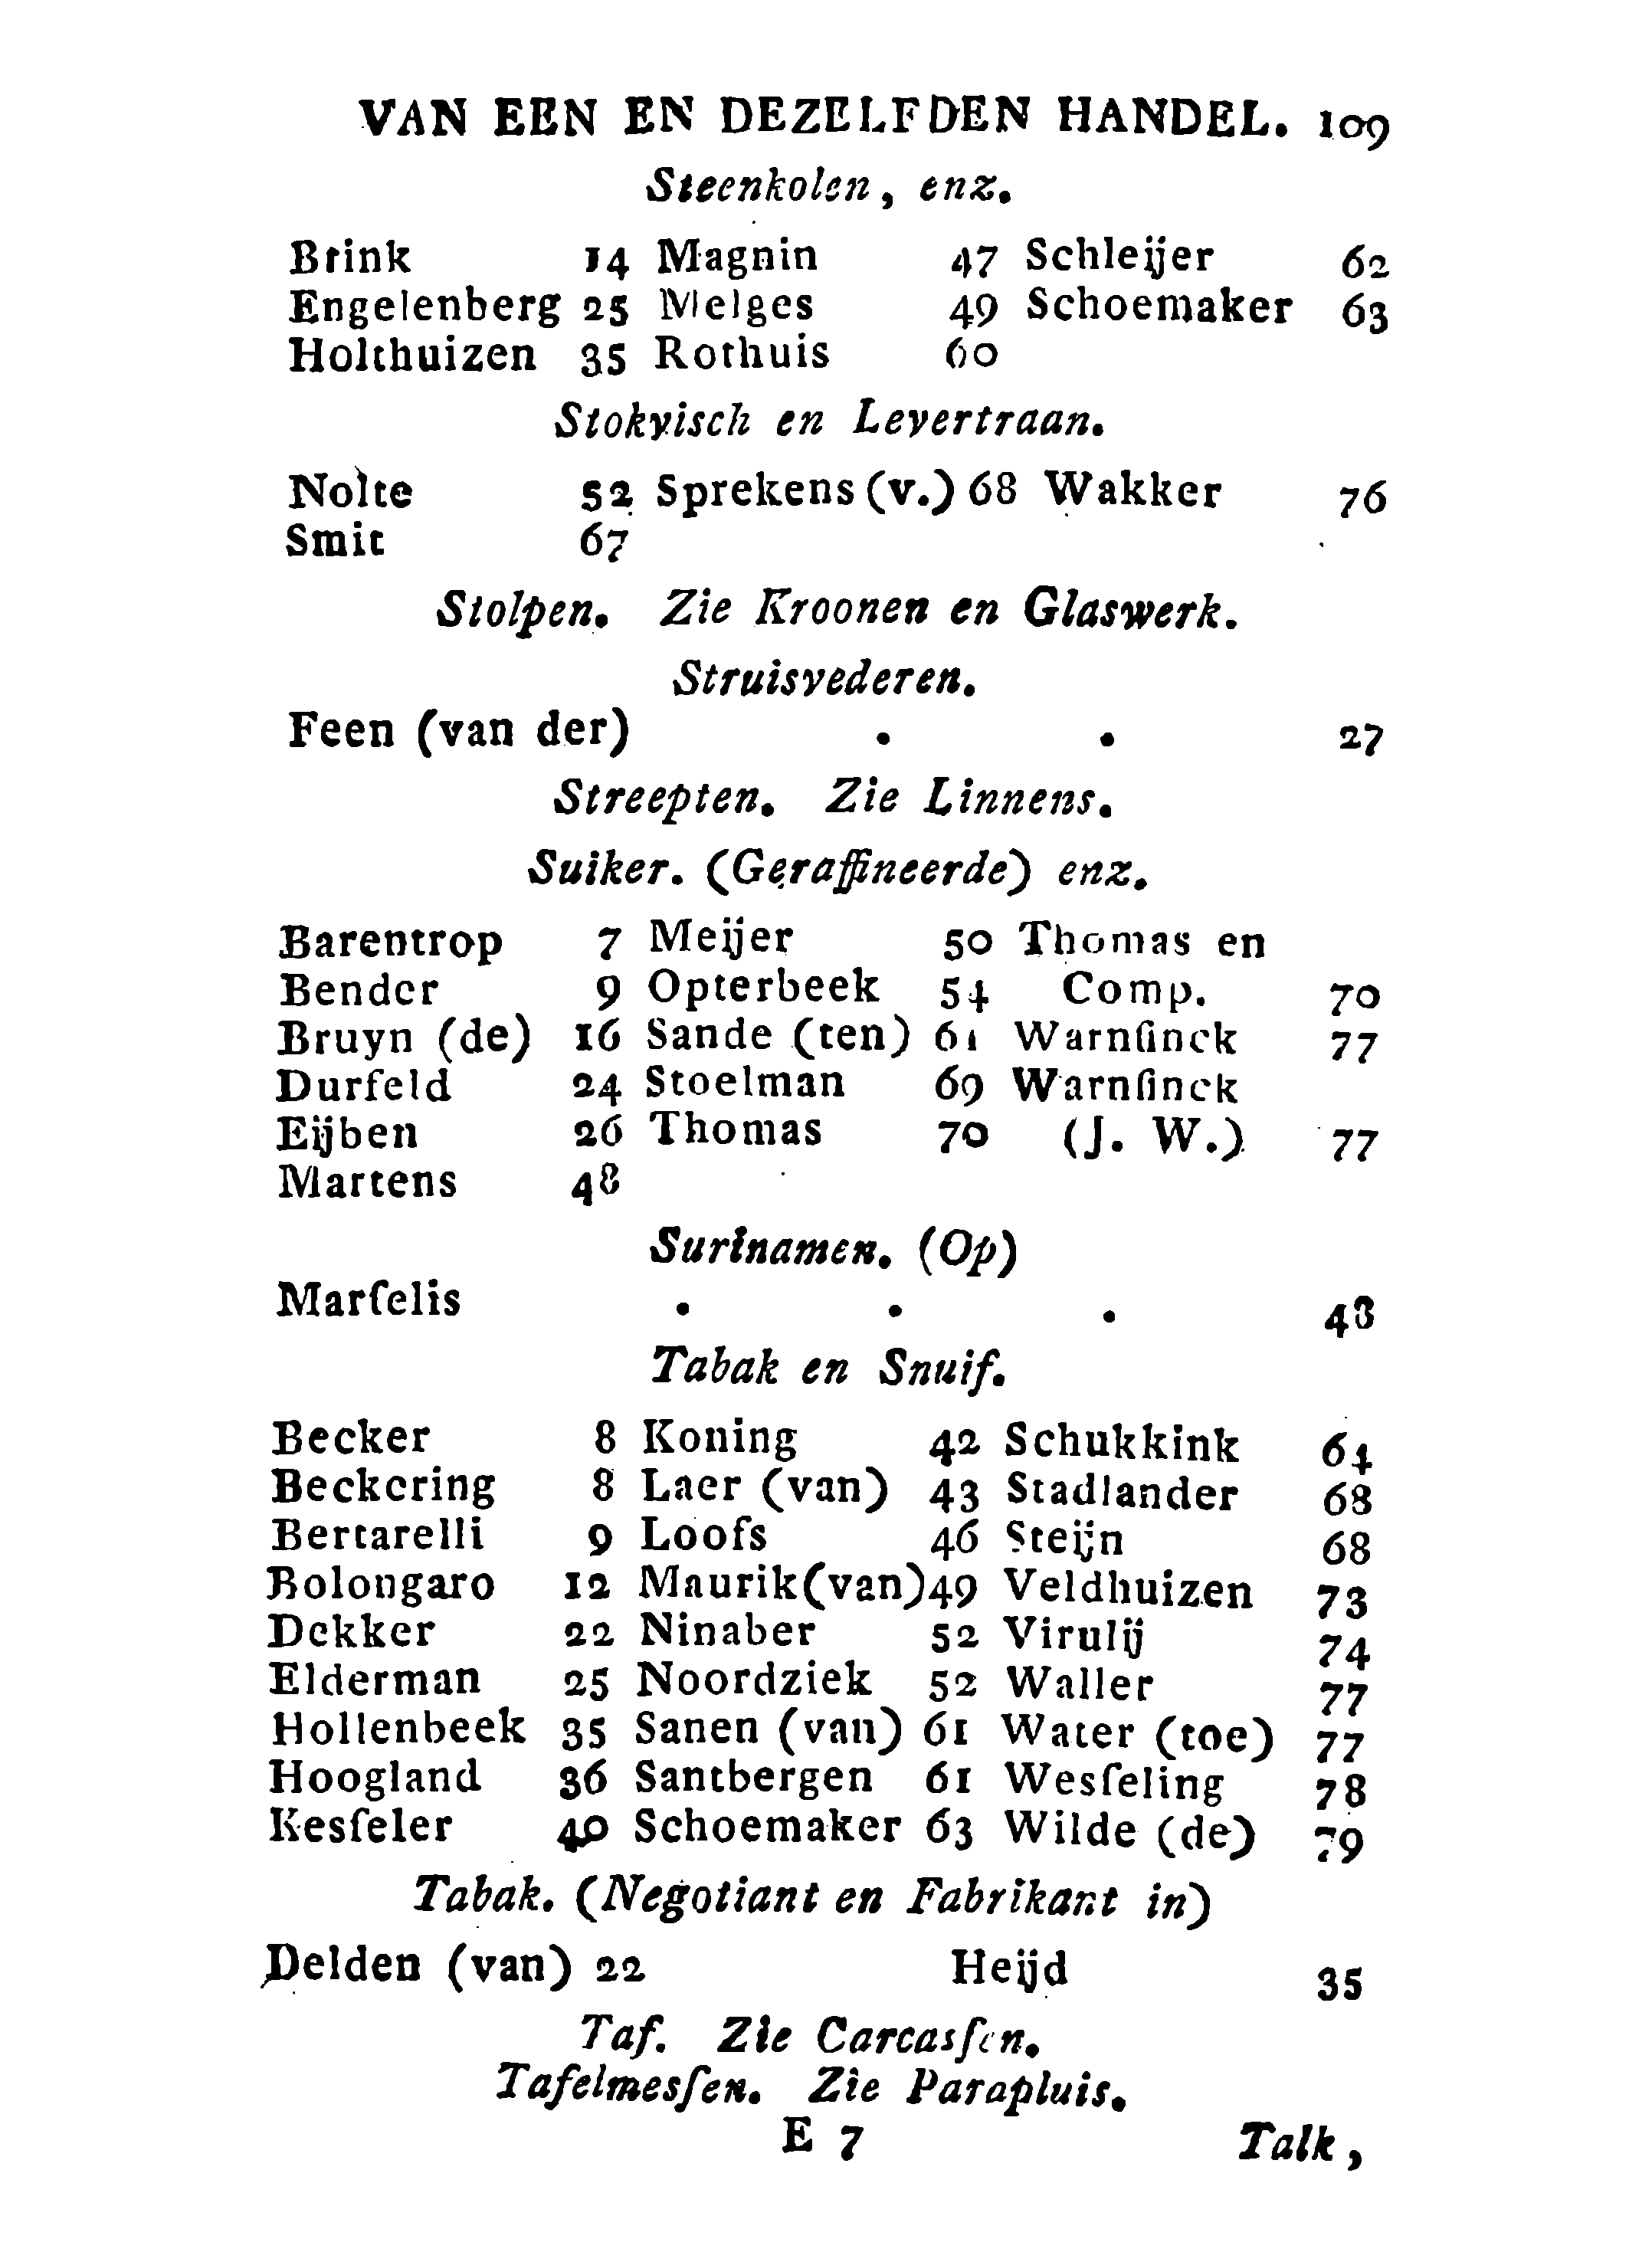 VAN EEN EN DEZELFDEN HANDEL. 109
Steenkolen, enz.
Brink 14 Magnin 47 Schleijer 62
Engelenberg 25 Melges 49 Schoemaker 63
Holthuizen 35 Rothuis 60
Stokvisch en Levertraan.
Nolte 52 Sprekens (v.) 68 Wakker 76
Smit 67
Stolpen. Zie Kroonen en Glaswerk.
Struisvederen.
Feen (van der) . . 27
Streepten. Zie Linnens.
Suiker. (Geraffineerde) enz.
Barentrop 7 Meijer 50 Thomas en
Bender 9 Opterbeek 54 Comp. 70
Bruyn (de) 16 Sande (ten) 61 Warnſinck 77
Durfeld 24 Stoelman 69 Warnſinck
Eijben 26 Thomas 70 (J. W.) 77
Martens 48
Surinamen. (Op)
Marſelis . . . 48
Tabak en Snuif.
Becker 8 Koning 42 Schukkink 64
Beckering 8 Laer (van) 43 Stadlander 68
Bertarelli 9 Loofs 46 Steijn 68
Bolongaro 12 Maurik (van) 49 Veldhuizen 73
Dekker 22 Ninaber 52 Virulij 74
Elderman 25 Noordziek 52 Waller 77
Hollenbeek 35 Sanen (van) 61 Water (toe) 77
Hoogland 36 Santbergen 61 Wesſeling 78
Kesſeler 40 Schoemaker 63 Wilde (de) 79
Tabak. (Negotiant en Fabrikant in)
Delden (van) 22 Heijd 35
Taf. Zie Carcasſen.
Tafelmesſen. Zie Parapluis.
E 7 Talk,